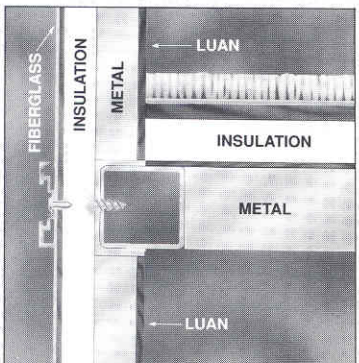 FIBERGLASS
INSULATION
METAL
LUAN
INSULATION
METAL
LUAN